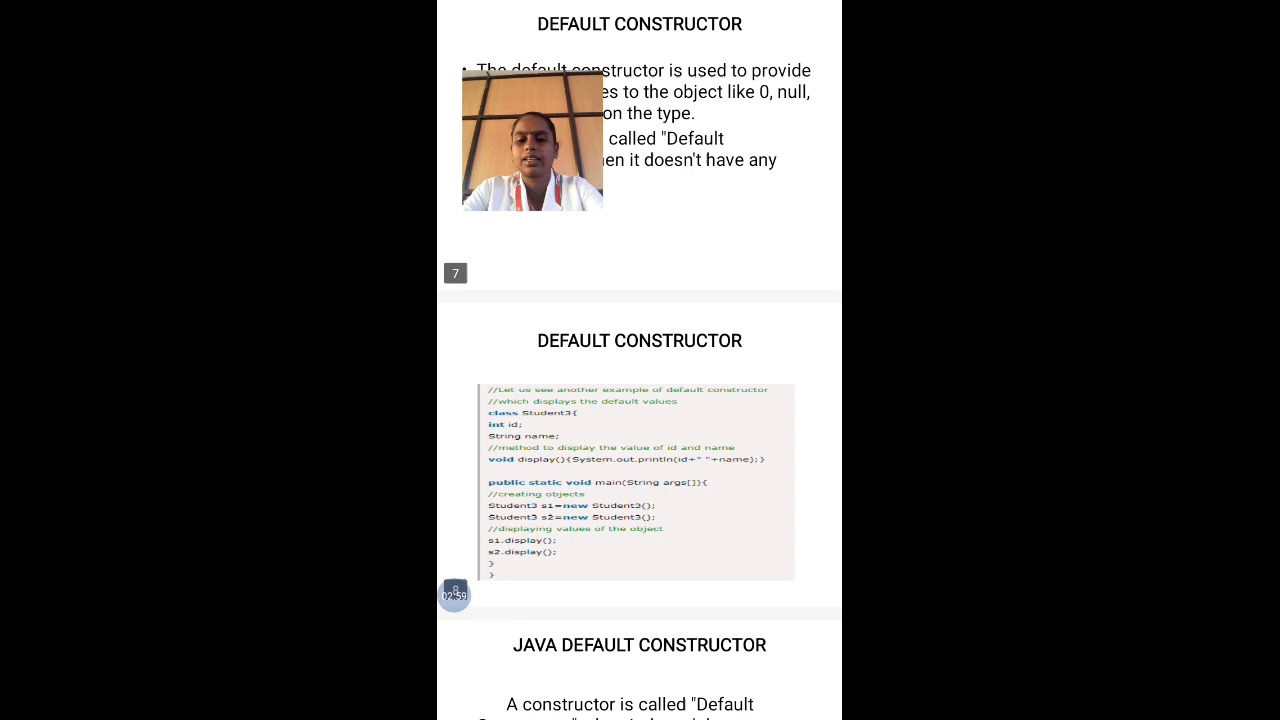 DEFAULT CONSTRUCTOR
• The default constructor is used to provide
es to the object like 0, null,
on the type.
called "Default
en it doesn't have any
7
DEFAULT CONSTRUCTOR
//Let us see another example of default constructor
//which displays the default values
class Student3{
int id;
String name;
//method to display the value of id and name
void display(){System.out.println(id+" "+name);}
public static void main(String args[]){
//creating objects
Student3 s1=new Student3();
Student3 s2=new Student3();
//displaying values of the object
s1.display();
s2.display();
}
}
8
02:59
JAVA DEFAULT CONSTRUCTOR
A constructor is called "Default